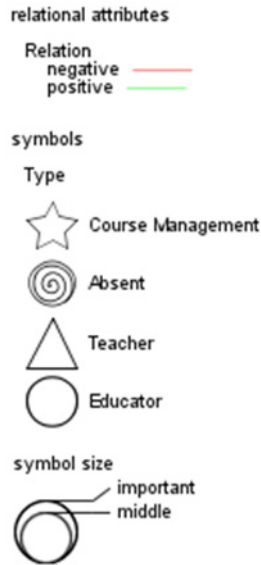 relational attributes
Relation
negative
positive
symbols
Type
Course Management
Absent
Teacher
Educator
symbol size
important
middle